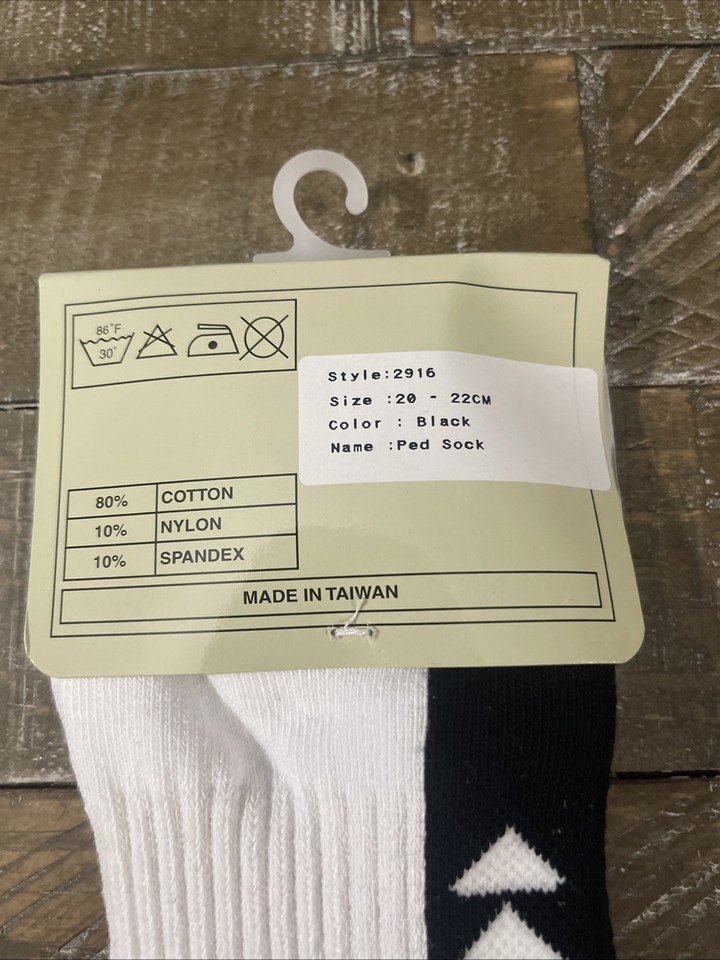 86°F
30°
Style:2916
Size :20 - 22CM
Color : Black
Name :Ped Sock
80% COTTON
10% NYLON
10% SPANDEX
MADE IN TAIWAN